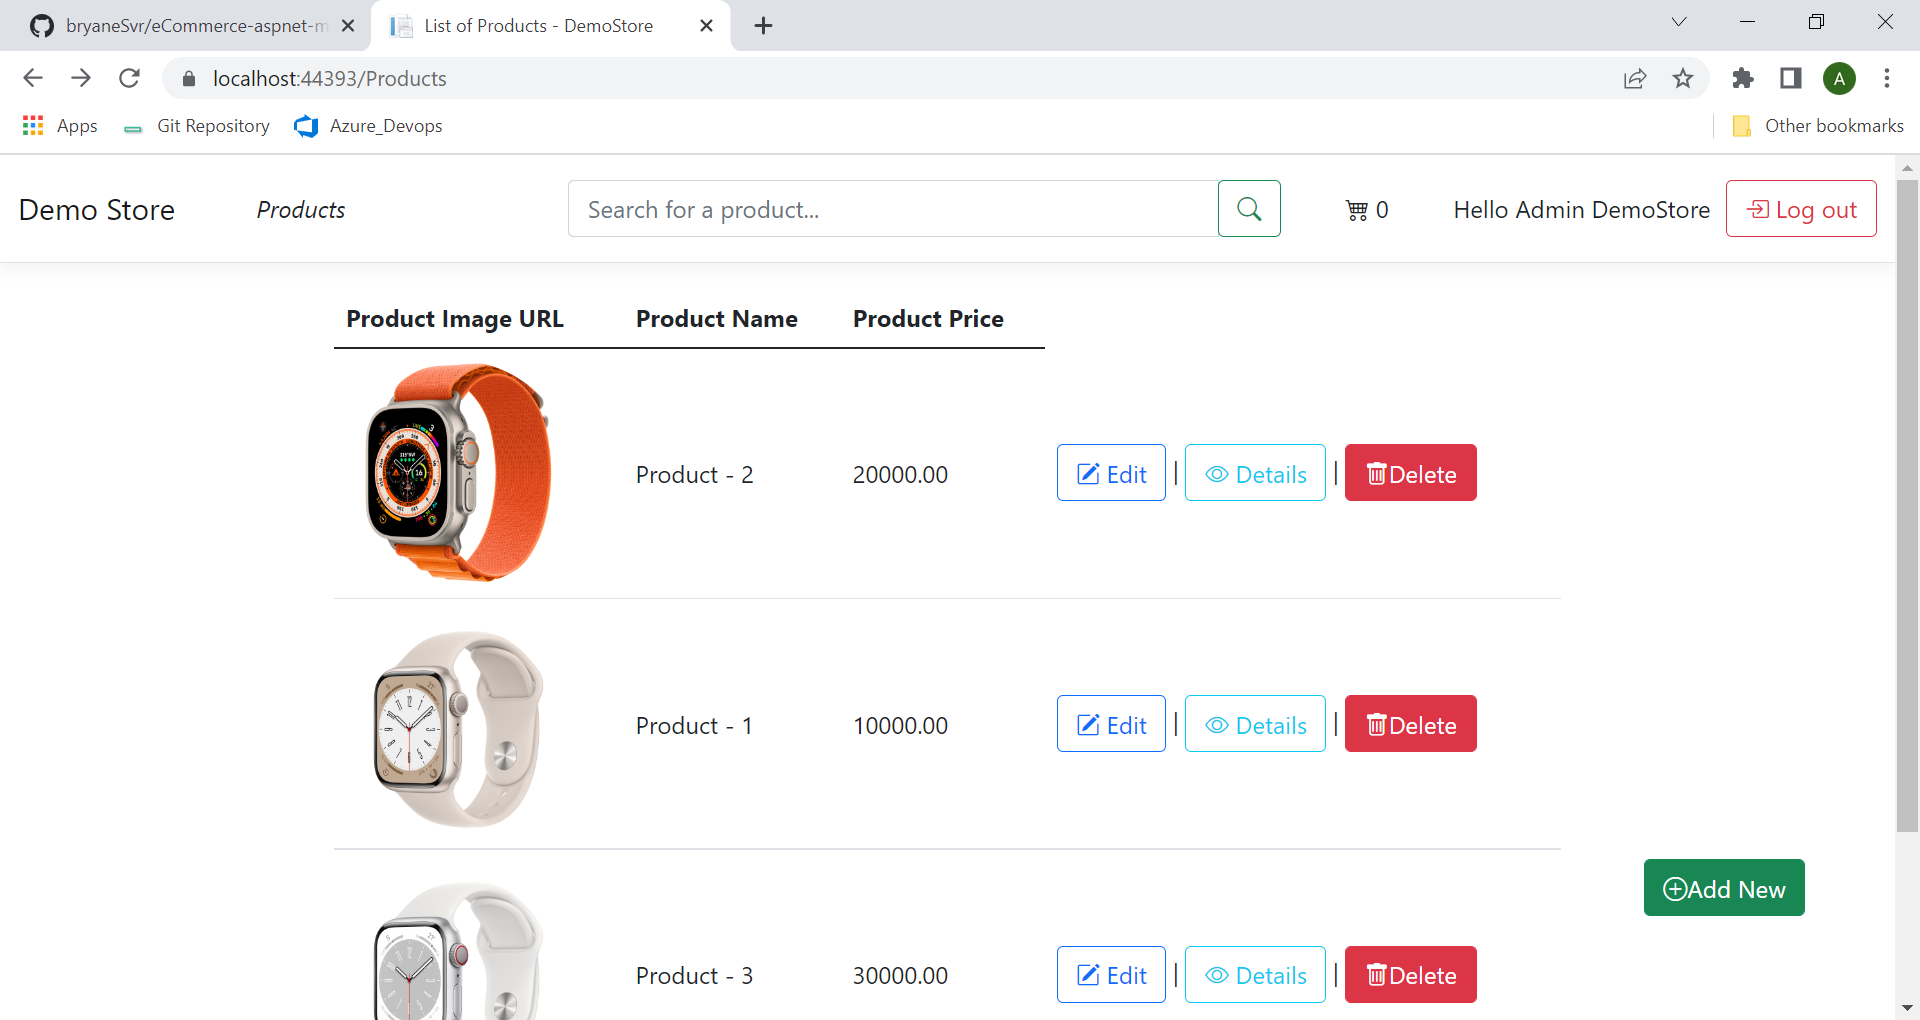 bryaneSvr/eCommerce-aspnet-m
List of Products - DemoStore
localhost:44393/Products
A
Apps
Git Repository
Azure_Devops
Other bookmarks
Demo Store
Products
Search for a product...
0
Hello Admin DemoStore
Log out
Product Image URL
Product Name
Product Price
Product - 2
20000.00
Edit | Details | Delete
Product - 1
10000.00
Edit | Details | Delete
Add New
Product - 3
30000.00
Edit | Details | Delete